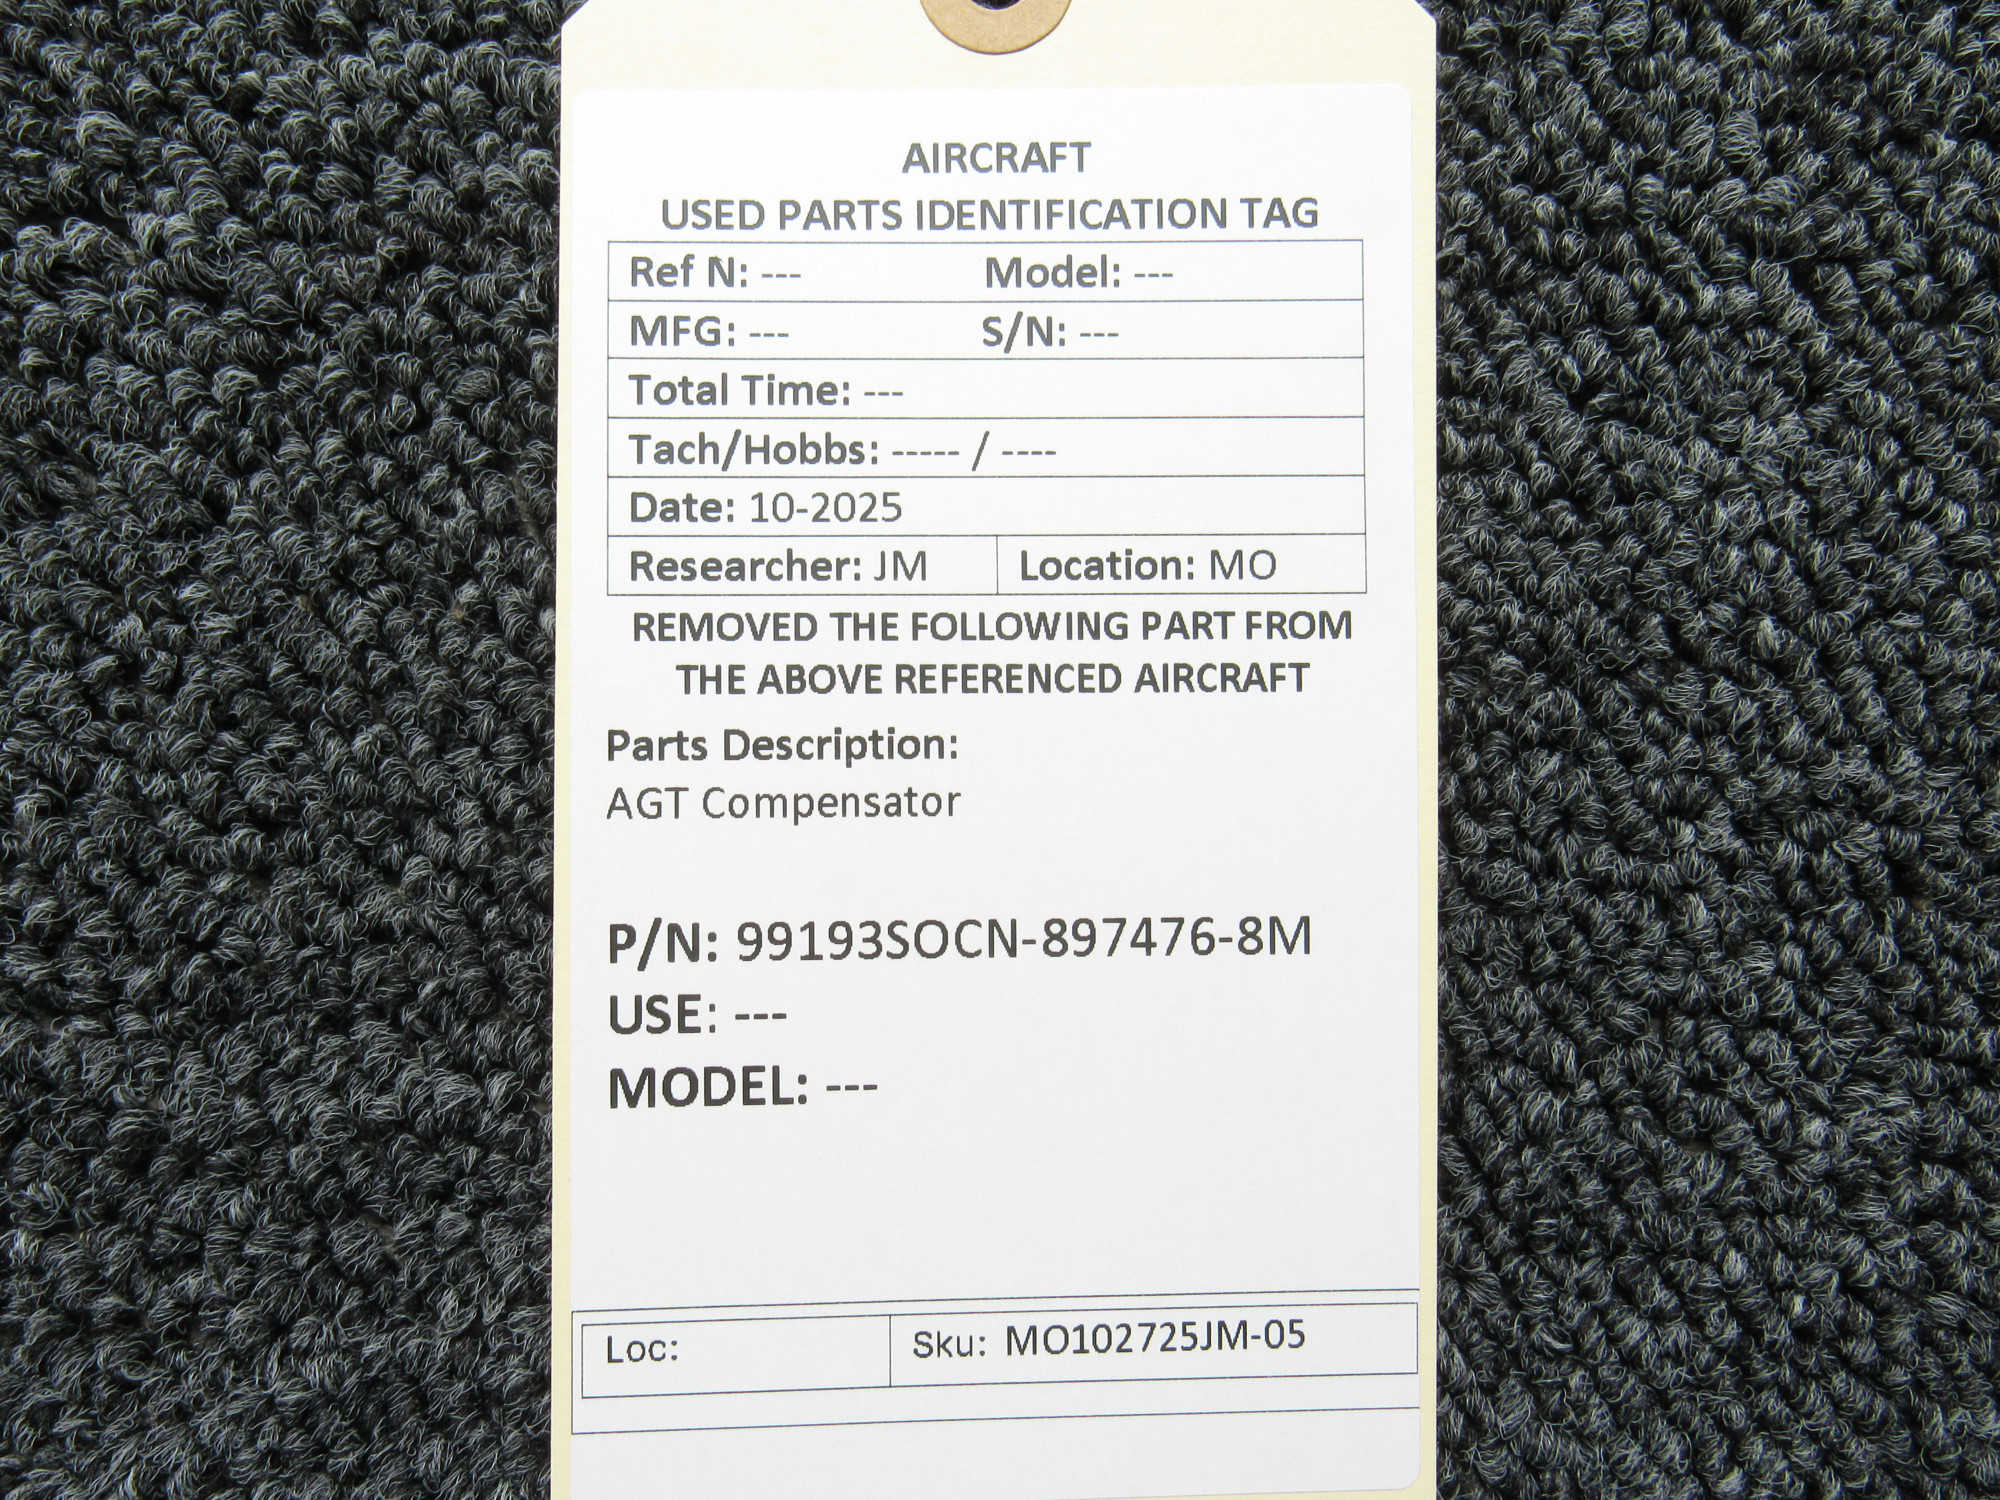 AIRCRAFT
USED PARTS IDENTIFICATION TAG
Ref N: --- Model: ---
MFG: --- S/N: ---
Total Time: ---
Tach/Hobbs: ----- / ----
Date: 10-2025
Researcher: JM Location: MO
REMOVED THE FOLLOWING PART FROM
THE ABOVE REFERENCED AIRCRAFT
Parts Description:
AGT Compensator
P/N: 99193SOCN-897476-8M
USE: ---
MODEL: ---
Loc: Sku: MO102725JM-05